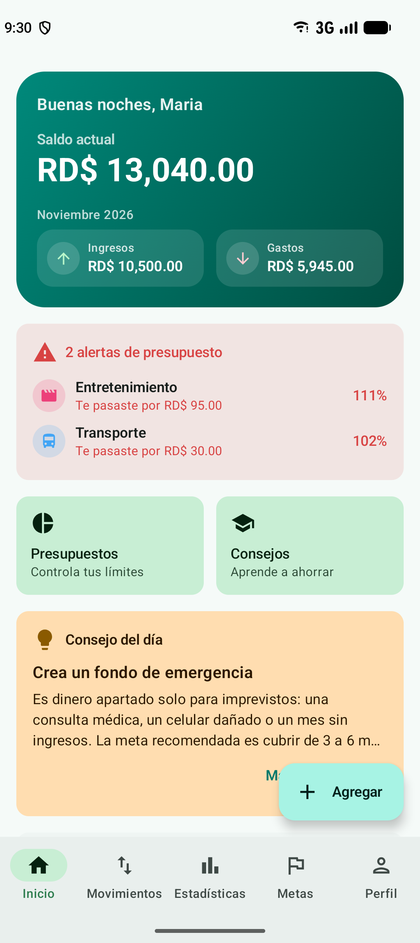 9:30
3G
Buenas noches, Maria
Saldo actual
RD$ 13,040.00
Noviembre 2026
Ingresos
RD$ 10,500.00
Gastos
RD$ 5,945.00
2 alertas de presupuesto
Entretenimiento
Te pasaste por RD$ 95.00
111%
Transporte
Te pasaste por RD$ 30.00
102%
Presupuestos
Controla tus límites
Consejos
Aprende a ahorrar
Consejo del día
Crea un fondo de emergencia
Es dinero apartado solo para imprevistos: una
consulta médica, un celular dañado o un mes sin
ingresos. La meta recomendada es cubrir de 3 a 6 m...
Agregar
Inicio
Movimientos
Estadísticas
Metas
Perfil